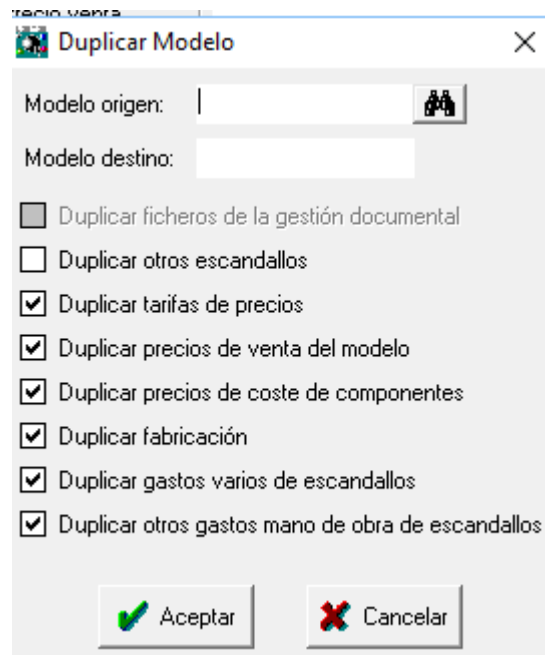 Precio venta
Duplicar Modelo
Modelo origen:
Modelo destino:
Duplicar ficheros de la gestión documental
Duplicar otros escandallos
Duplicar tarifas de precios
Duplicar precios de venta del modelo
Duplicar precios de coste de componentes
Duplicar fabricación
Duplicar gastos varios de escandallos
Duplicar otros gastos mano de obra de escandallos
Aceptar
Cancelar